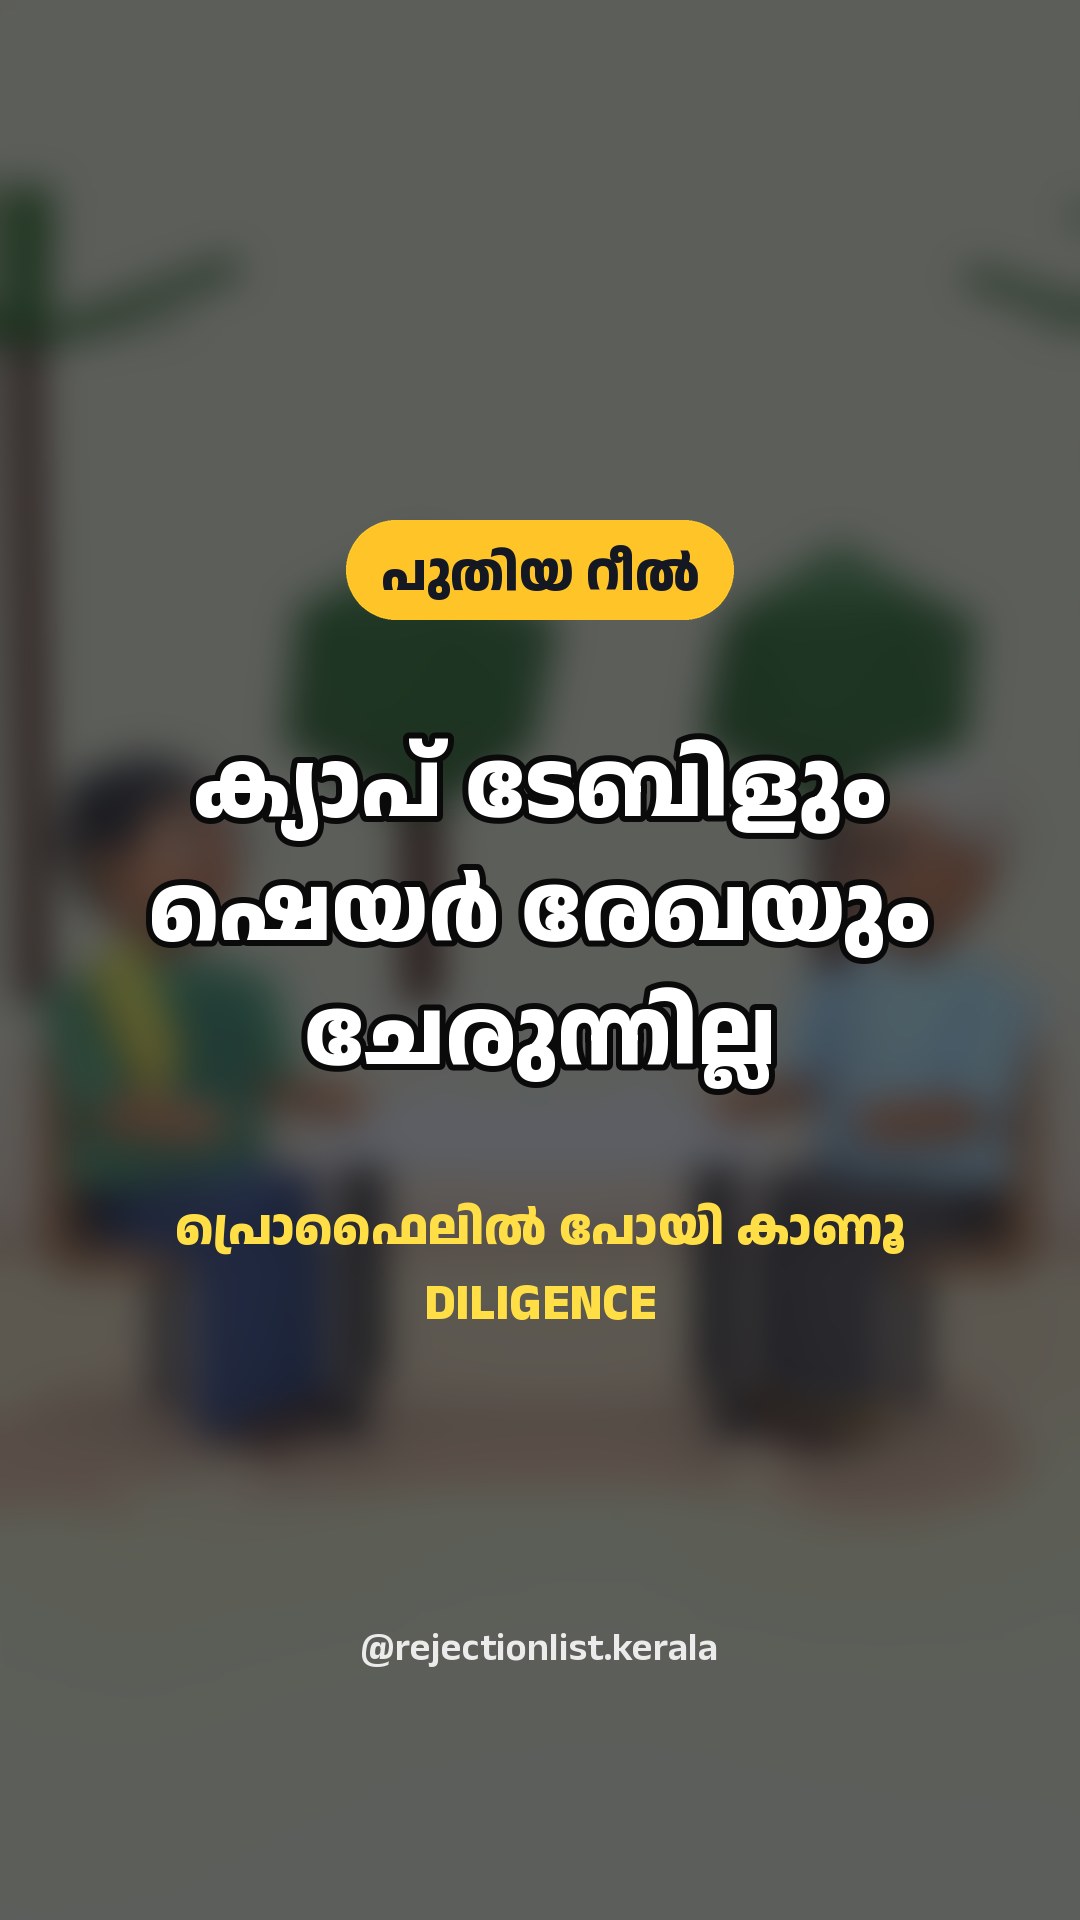 പുതിയ റീൽ
ക്യാപ് ടേബിളും
ഷെയർ രേഖയും
ചേരുന്നില്ല
പ്രൊഫൈലിൽ പോയി കാണൂ
DILIGENCE
@rejectionlist.kerala